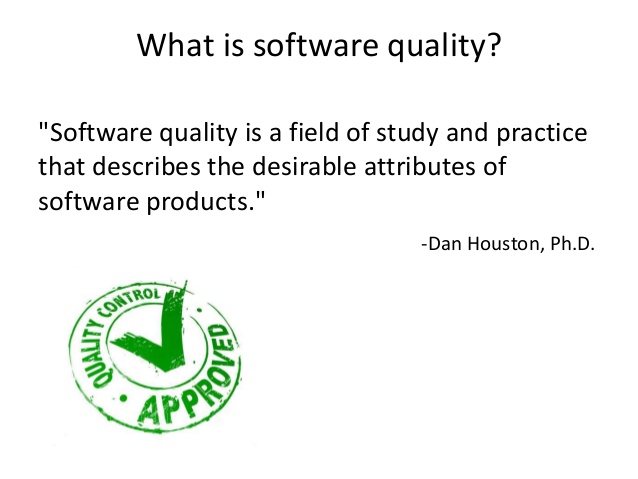 What is software quality?
"Software quality is a field of study and practice
that describes the desirable attributes of
software products."
-Dan Houston, Ph.D.
QUALITY CONTROL
APPROVED